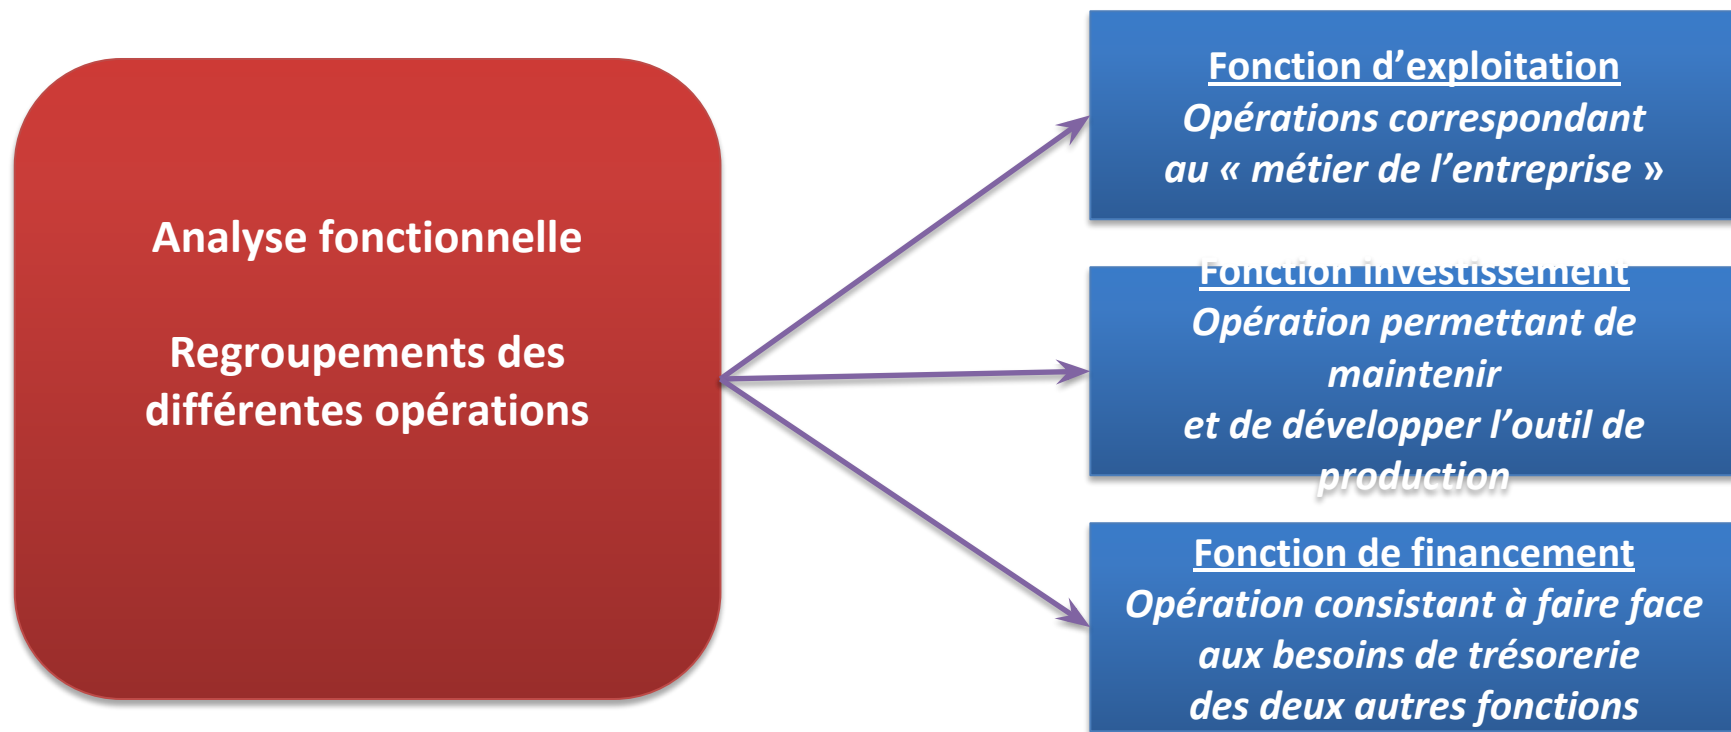 Analyse fonctionnelle
Regroupements des
différentes opérations
Fonction d’exploitation
Opérations correspondant
au « métier de l’entreprise »
Fonction investissement
Opération permettant de
maintenir
et de développer l’outil de
production
Fonction de financement
Opération consistant à faire face
aux besoins de trésorerie
des deux autres fonctions